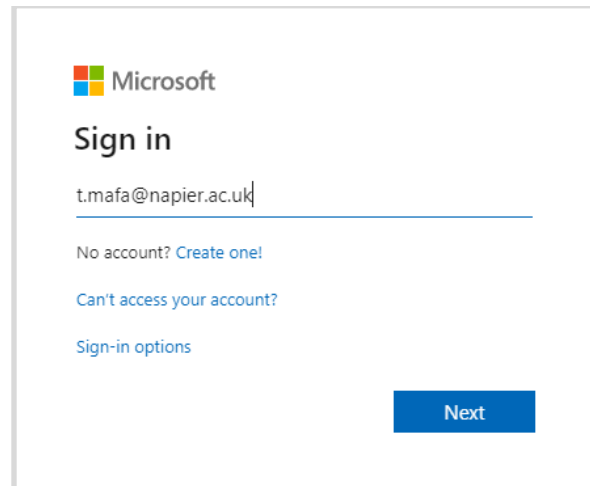 Microsoft
Sign in
t.mafa@napier.ac.uk
No account? Create one!
Can't access your account?
Sign-in options
Next